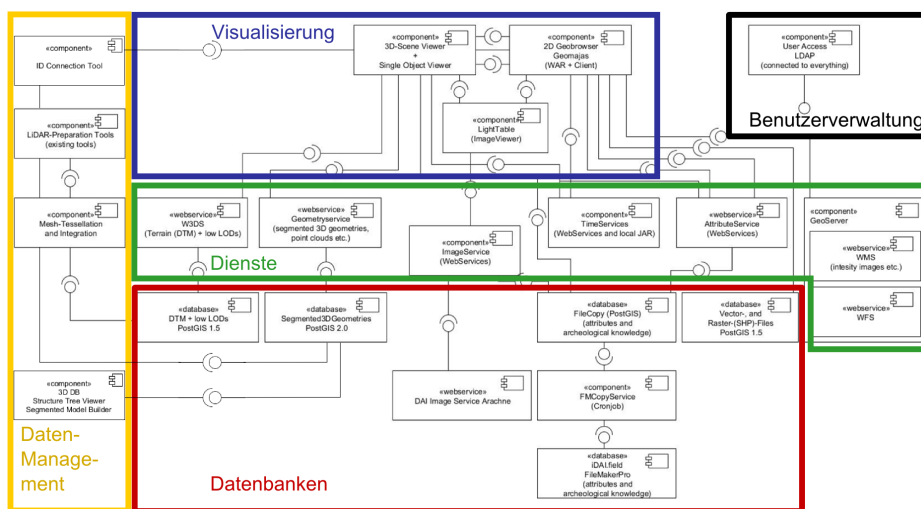 Visualisierung
«component»
ID Connection Tool
«component»
3D-Scene Viewer
+
Single Object Viewer
«component»
2D Geobrowser
Geomajas
(WAR + Client)
«component»
User Access
LDAP
(connected to everything)
Benutzerverwaltung
«component»
LiDAR-Preparation Tools
(existing tools)
«component»
LightTable
(ImageViewer)
«component»
Mesh-Tessellation
and Integration
«webservice»
W3DS
(Terrain (DTM) + low LODs)
«webservice»
Geometryservice
(segmented 3D geometries,
point clouds etc.)
«component»
ImageService
(WebServices)
«component»
TimeServices
(WebServices and local JAR)
«component»
AttributeService
(WebServices)
«component»
GeoServer
«webservice»
WMS
(intesity images etc.)
«webservice»
WFS
Dienste
«database»
DTM + low LODs
PostGIS 1.5
«database»
Segmented3DGeometries
PostGIS 2.0
«database»
FileCopy (PostGIS)
(attributes and
archeological knowledge)
«database»
Vector-, and
Raster-(SHP)-Files
PostGIS 1.5
«component»
3D DB
Structure Tree Viewer
Segmented Model Builder
«webservice»
DAI Image Service Arachne
«component»
FMCopyService
(Cronjob)
«database»
iDAI.field
FileMakerPro
(attributes and
archeological knowledge)
Daten-
Manage-
ment
Datenbanken